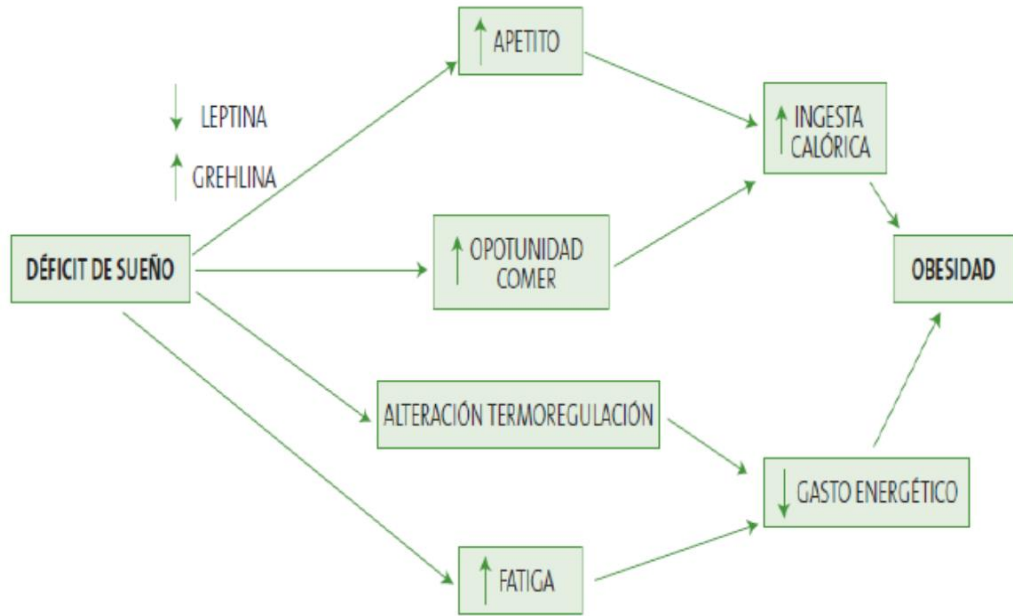 ↑ APETITO
↓ LEPTINA
↑ GREHLINA
↑ INGESTA
CALÓRICA
DÉFICIT DE SUEÑO
↑ OPOTUNIDAD
COMER
OBESIDAD
ALTERACIÓN TERMOREGULACIÓN
↓ GASTO ENERGÉTICO
↑ FATIGA